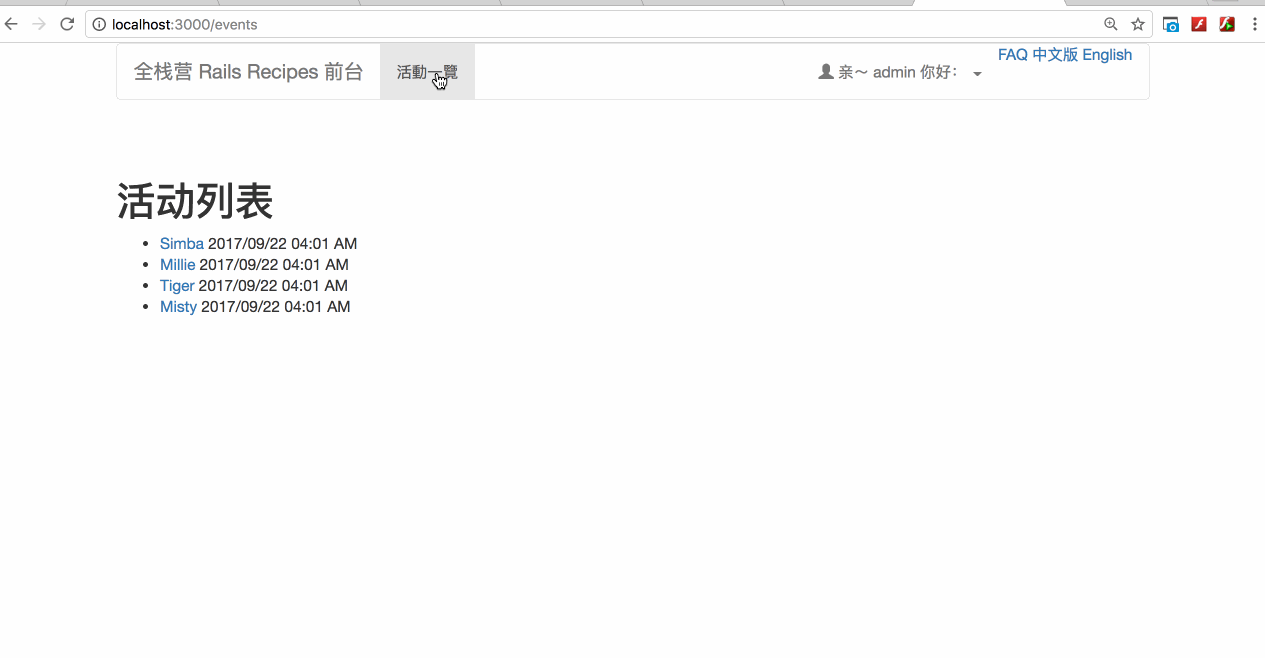 localhost:3000/events
全栈营 Rails Recipes 前台 活動一覽 亲～ admin 你好： FAQ 中文版 English
活动列表
Simba 2017/09/22 04:01 AM
Millie 2017/09/22 04:01 AM
Tiger 2017/09/22 04:01 AM
Misty 2017/09/22 04:01 AM